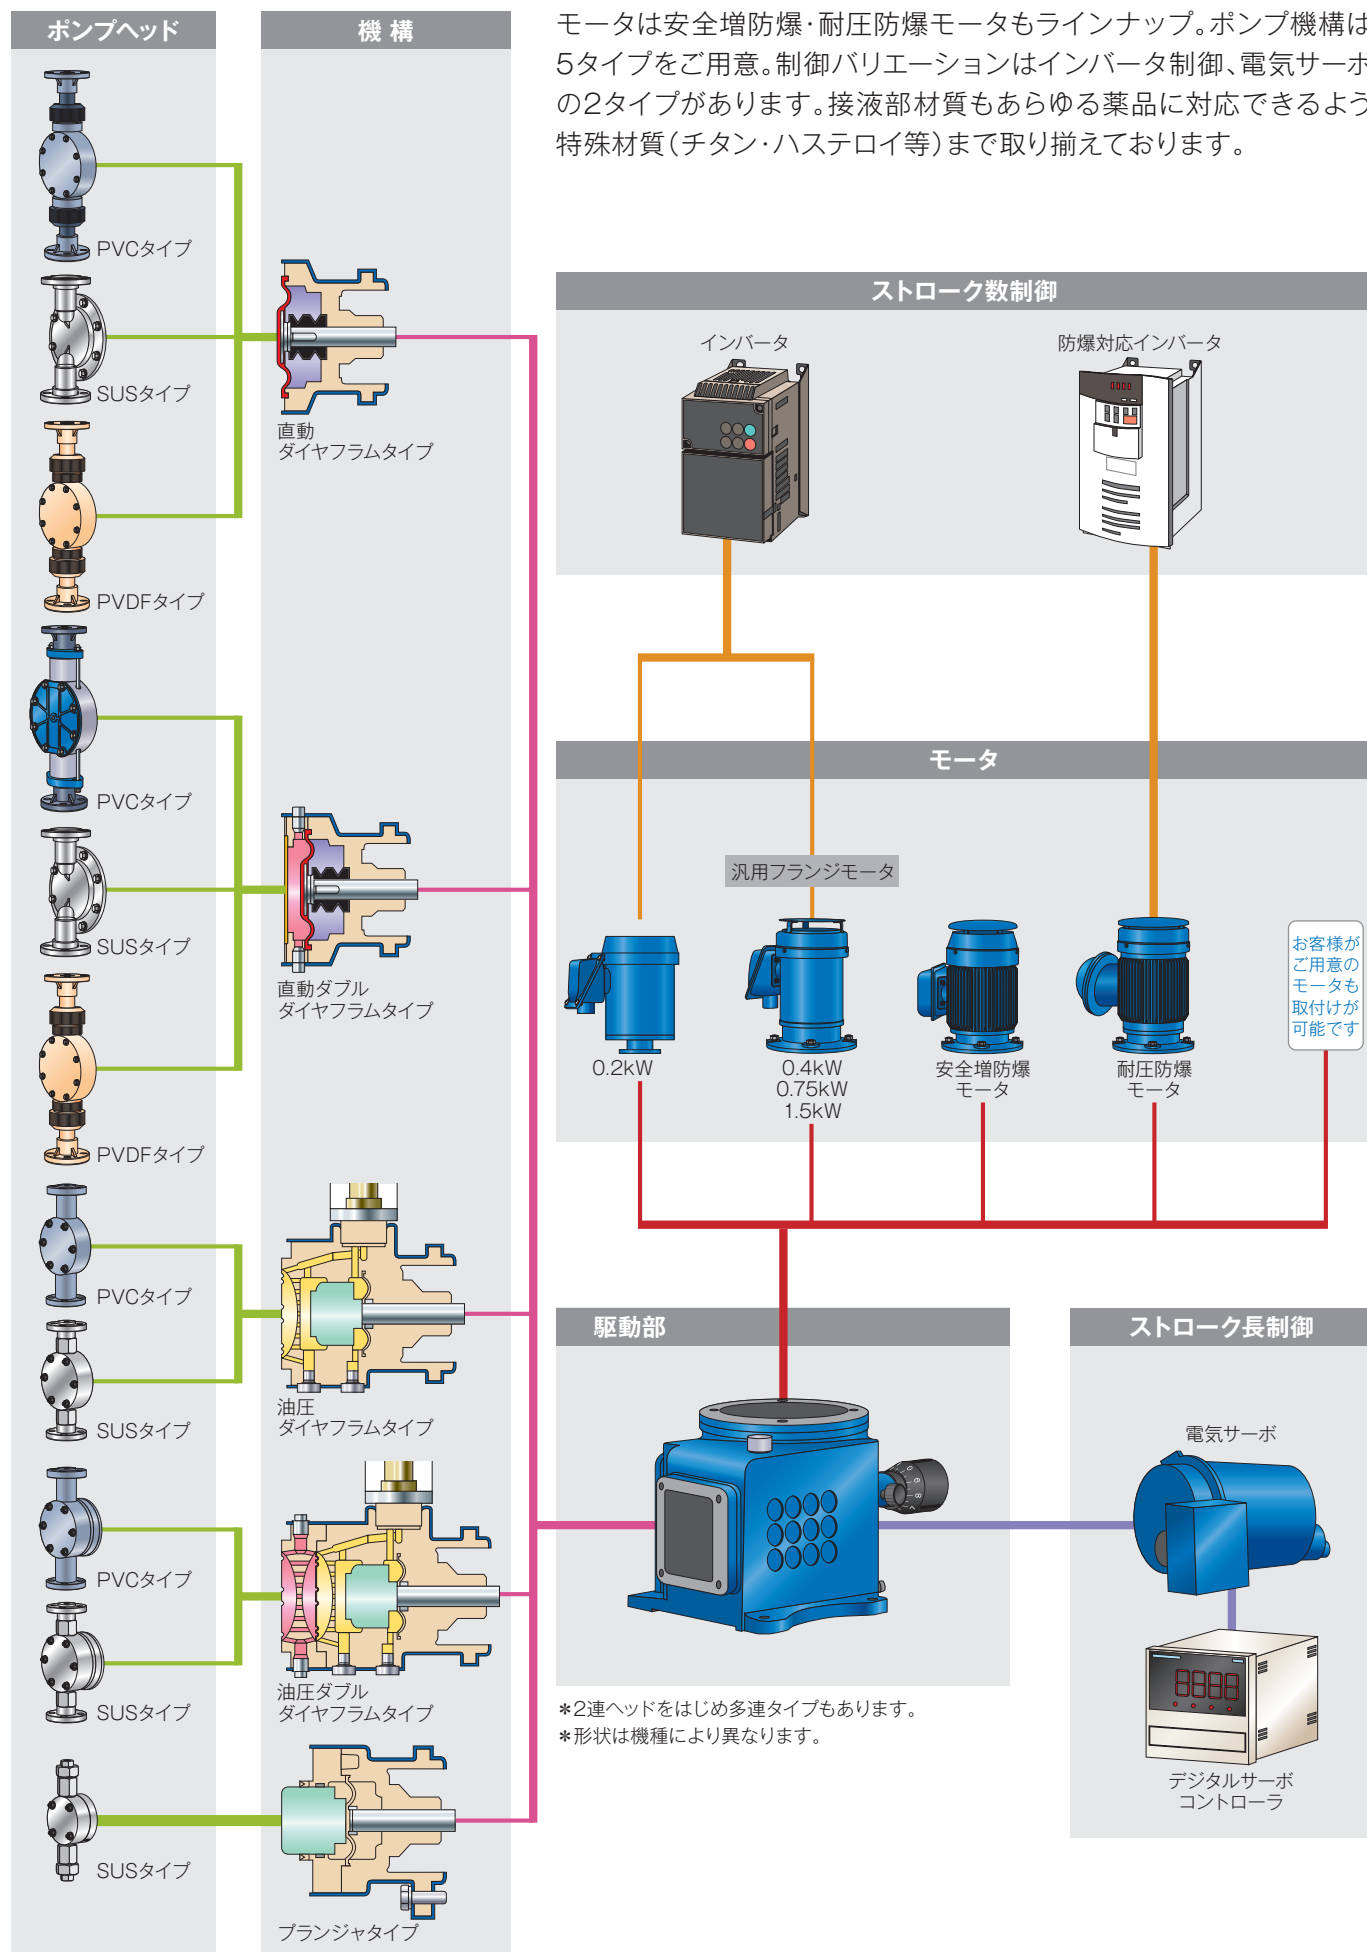 モータは安全増防爆・耐圧防爆モータもラインナップ。ポンプ機構は
5タイプをご用意。制御バリエーションはインバータ制御、電気サーボ
の2タイプがあります。接液部材質もあらゆる薬品に対応できるよう
特殊材質（チタン・ハステロイ等）まで取り揃えております。
ポンプヘッド
PVCタイプ
SUSタイプ
PVDFタイプ
PVCタイプ
SUSタイプ
PVDFタイプ
PVCタイプ
SUSタイプ
PVCタイプ
SUSタイプ
SUSタイプ
機構
直動
ダイヤフラムタイプ
直動ダブル
ダイヤフラムタイプ
油圧
ダイヤフラムタイプ
油圧ダブル
ダイヤフラムタイプ
プランジャタイプ
ストローク数制御
インバータ
防爆対応インバータ
モータ
汎用フランジモータ
0.2kW
0.4kW
0.75kW
1.5kW
安全増防爆
モータ
耐圧防爆
モータ
お客様が
ご用意の
モータも
取付けが
可能です
駆動部
＊2連ヘッドをはじめ多連タイプもあります。
＊形状は機種により異なります。
ストローク長制御
電気サーボ
デジタルサーボ
コントローラ